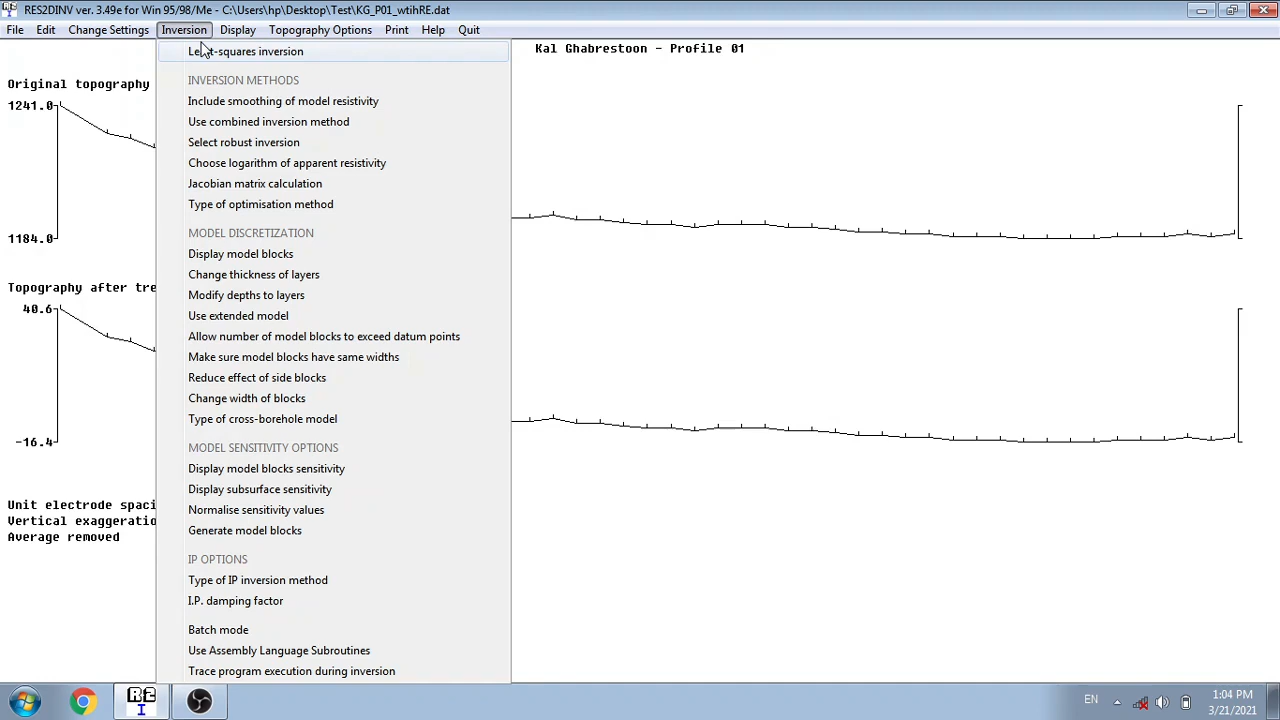 RES2DINV ver. 3.49e for Win 95/98/Me - C:\Users\hp\Desktop\Test\KG_P01_wtihRE.dat
File Edit Change Settings Inversion Display Topography Options Print Help Quit
Kal Ghabrestoon - Profile 01
Original topography
1241.0
1184.0
Topography after tre
40.6
-16.4
Unit electrode spaci
Vertical exaggeration
Average removed
Least-squares inversion
INVERSION METHODS
Include smoothing of model resistivity
Use combined inversion method
Select robust inversion
Choose logarithm of apparent resistivity
Jacobian matrix calculation
Type of optimisation method
MODEL DISCRETIZATION
Display model blocks
Change thickness of layers
Modify depths to layers
Use extended model
Allow number of model blocks to exceed datum points
Make sure model blocks have same widths
Reduce effect of side blocks
Change width of blocks
Type of cross-borehole model
MODEL SENSITIVITY OPTIONS
Display model blocks sensitivity
Display subsurface sensitivity
Normalise sensitivity values
Generate model blocks
IP OPTIONS
Type of IP inversion method
I.P. damping factor
Batch mode
Use Assembly Language Subroutines
Trace program execution during inversion
R2
I
EN
1:04 PM
3/21/2021